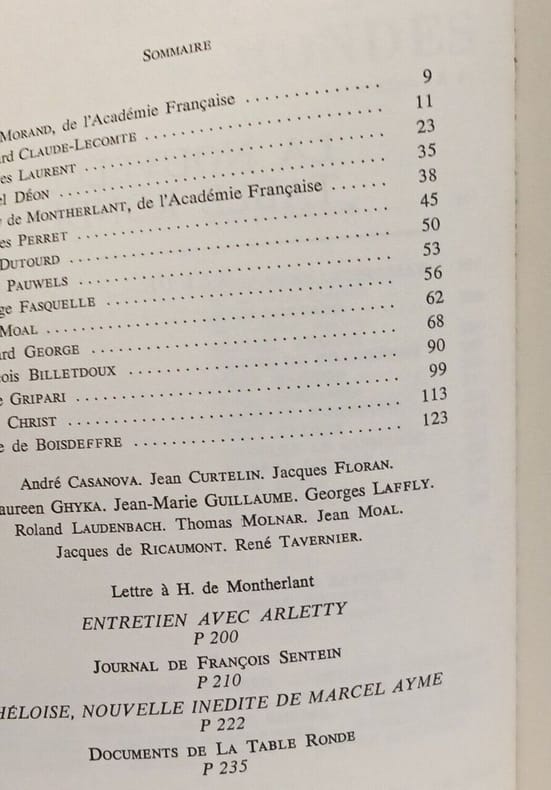 SOMMAIRE
MORAND, de l'Académie Française . . . . . . . . . . . . 9
rd CLAUDE-LECOMTE . . . . . . . . . . . . . . . . . . . . 11
es LAURENT . . . . . . . . . . . . . . . . . . . . . . . . . . 23
el DÉON . . . . . . . . . . . . . . . . . . . . . . . . . . . . 35
de MONTHERLANT, de l'Académie Française . . . . . . 38
es PERRET . . . . . . . . . . . . . . . . . . . . . . . . . . 45
DUTOURD . . . . . . . . . . . . . . . . . . . . . . . . . . 50
PAUWELS . . . . . . . . . . . . . . . . . . . . . . . . . . 53
ge FASQUELLE . . . . . . . . . . . . . . . . . . . . . . . . 56
MOAL . . . . . . . . . . . . . . . . . . . . . . . . . . . . 62
ard GEORGE . . . . . . . . . . . . . . . . . . . . . . . . . 68
ois BILLETDOUX . . . . . . . . . . . . . . . . . . . . . . . 90
e GRIPARI . . . . . . . . . . . . . . . . . . . . . . . . . . 99
CHRIST . . . . . . . . . . . . . . . . . . . . . . . . . . . 113
e de BOISDEFFRE . . . . . . . . . . . . . . . . . . . . . . 123
André CASANOVA. Jean CURTELIN. Jacques FLORAN.
aureen GHYKA. Jean-Marie GUILLAUME. Georges LAFFLY.
Roland LAUDENBACH. Thomas MOLNAR. Jean MOAL.
Jacques de RICAUMONT. René TAVERNIER.
Lettre à H. de Montherlant
ENTRETIEN AVEC ARLETTY
P 200
JOURNAL DE FRANÇOIS SENTEIN
P 210
HÉLOISE, NOUVELLE INEDITE DE MARCEL AYME
P 222
DOCUMENTS DE LA TABLE RONDE
P 235